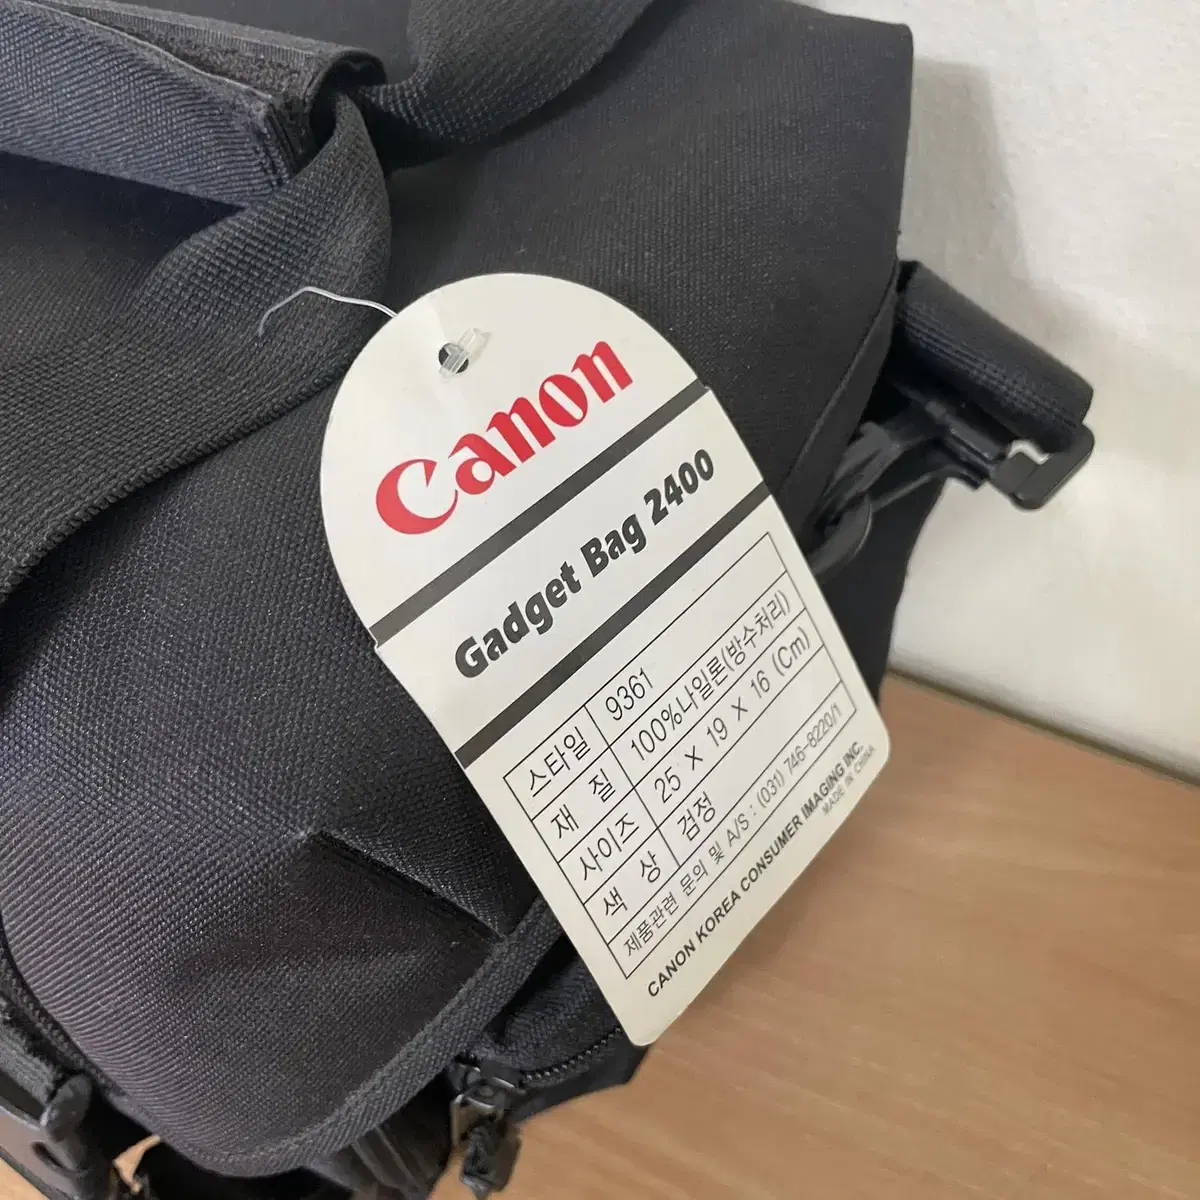 Canon
Gadget Bag 2400
스타일 9361
재 질 100%나일론(방수처리)
사이즈 25 X 19 X 16 (Cm)
색 상 검정
제품관련 문의 및 A/S : (031) 746-8220/1
CANON KOREA CONSUMER IMAGING INC.
MADE IN CHINA